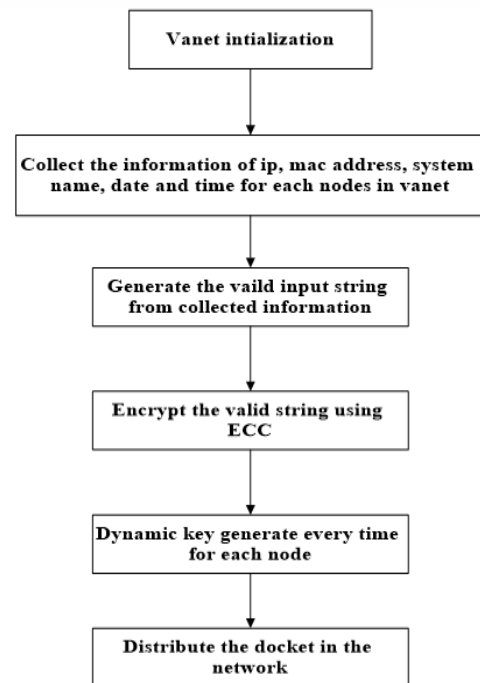 Vanet intialization
Collect the information of ip, mac address, system
name, date and time for each nodes in vanet
Generate the vaild input string
from collected information
Encrypt the valid string using
ECC
Dynamic key generate every time
for each node
Distribute the docket in the
network